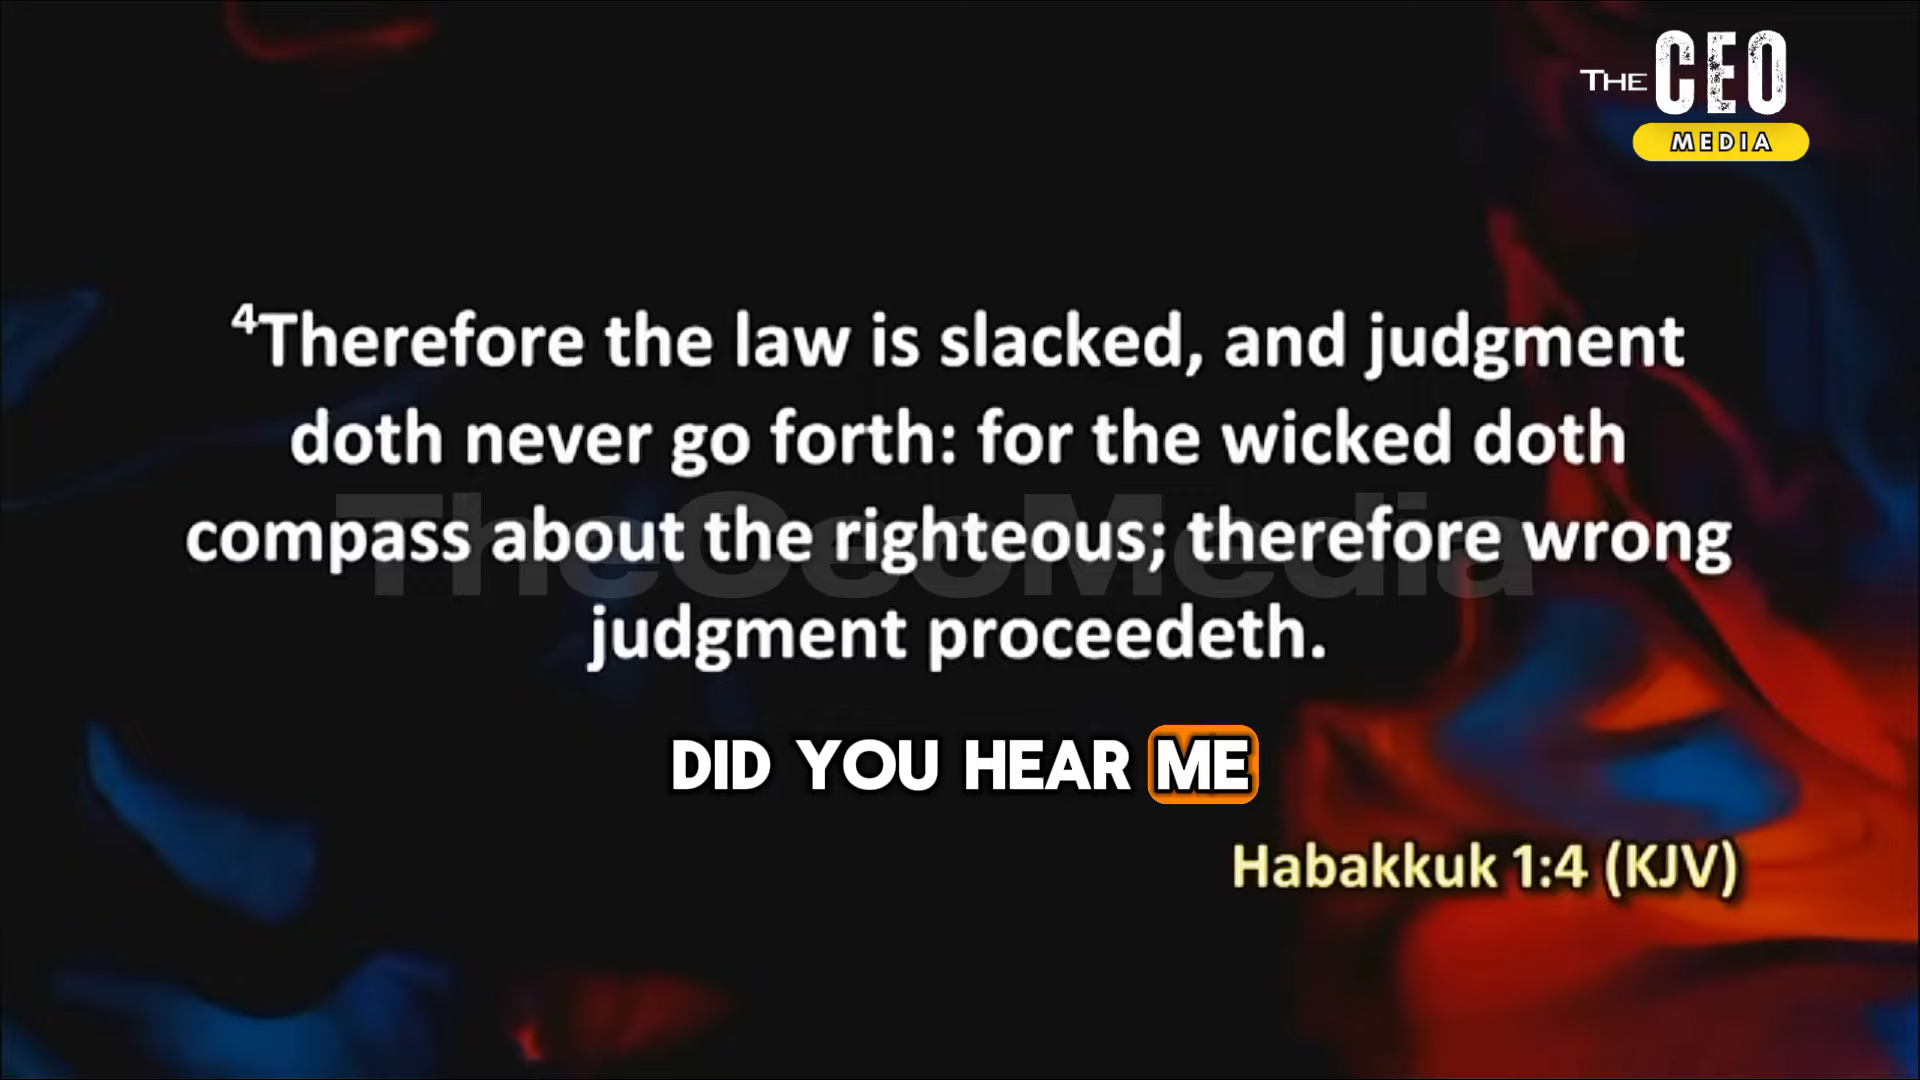 THE CEO
MEDIA
⁴Therefore the law is slacked, and judgment
doth never go forth: for the wicked doth
compass about the righteous; therefore wrong
judgment proceedeth.
TheCeoMedia
DID YOU HEAR ME
Habakkuk 1:4 (KJV)